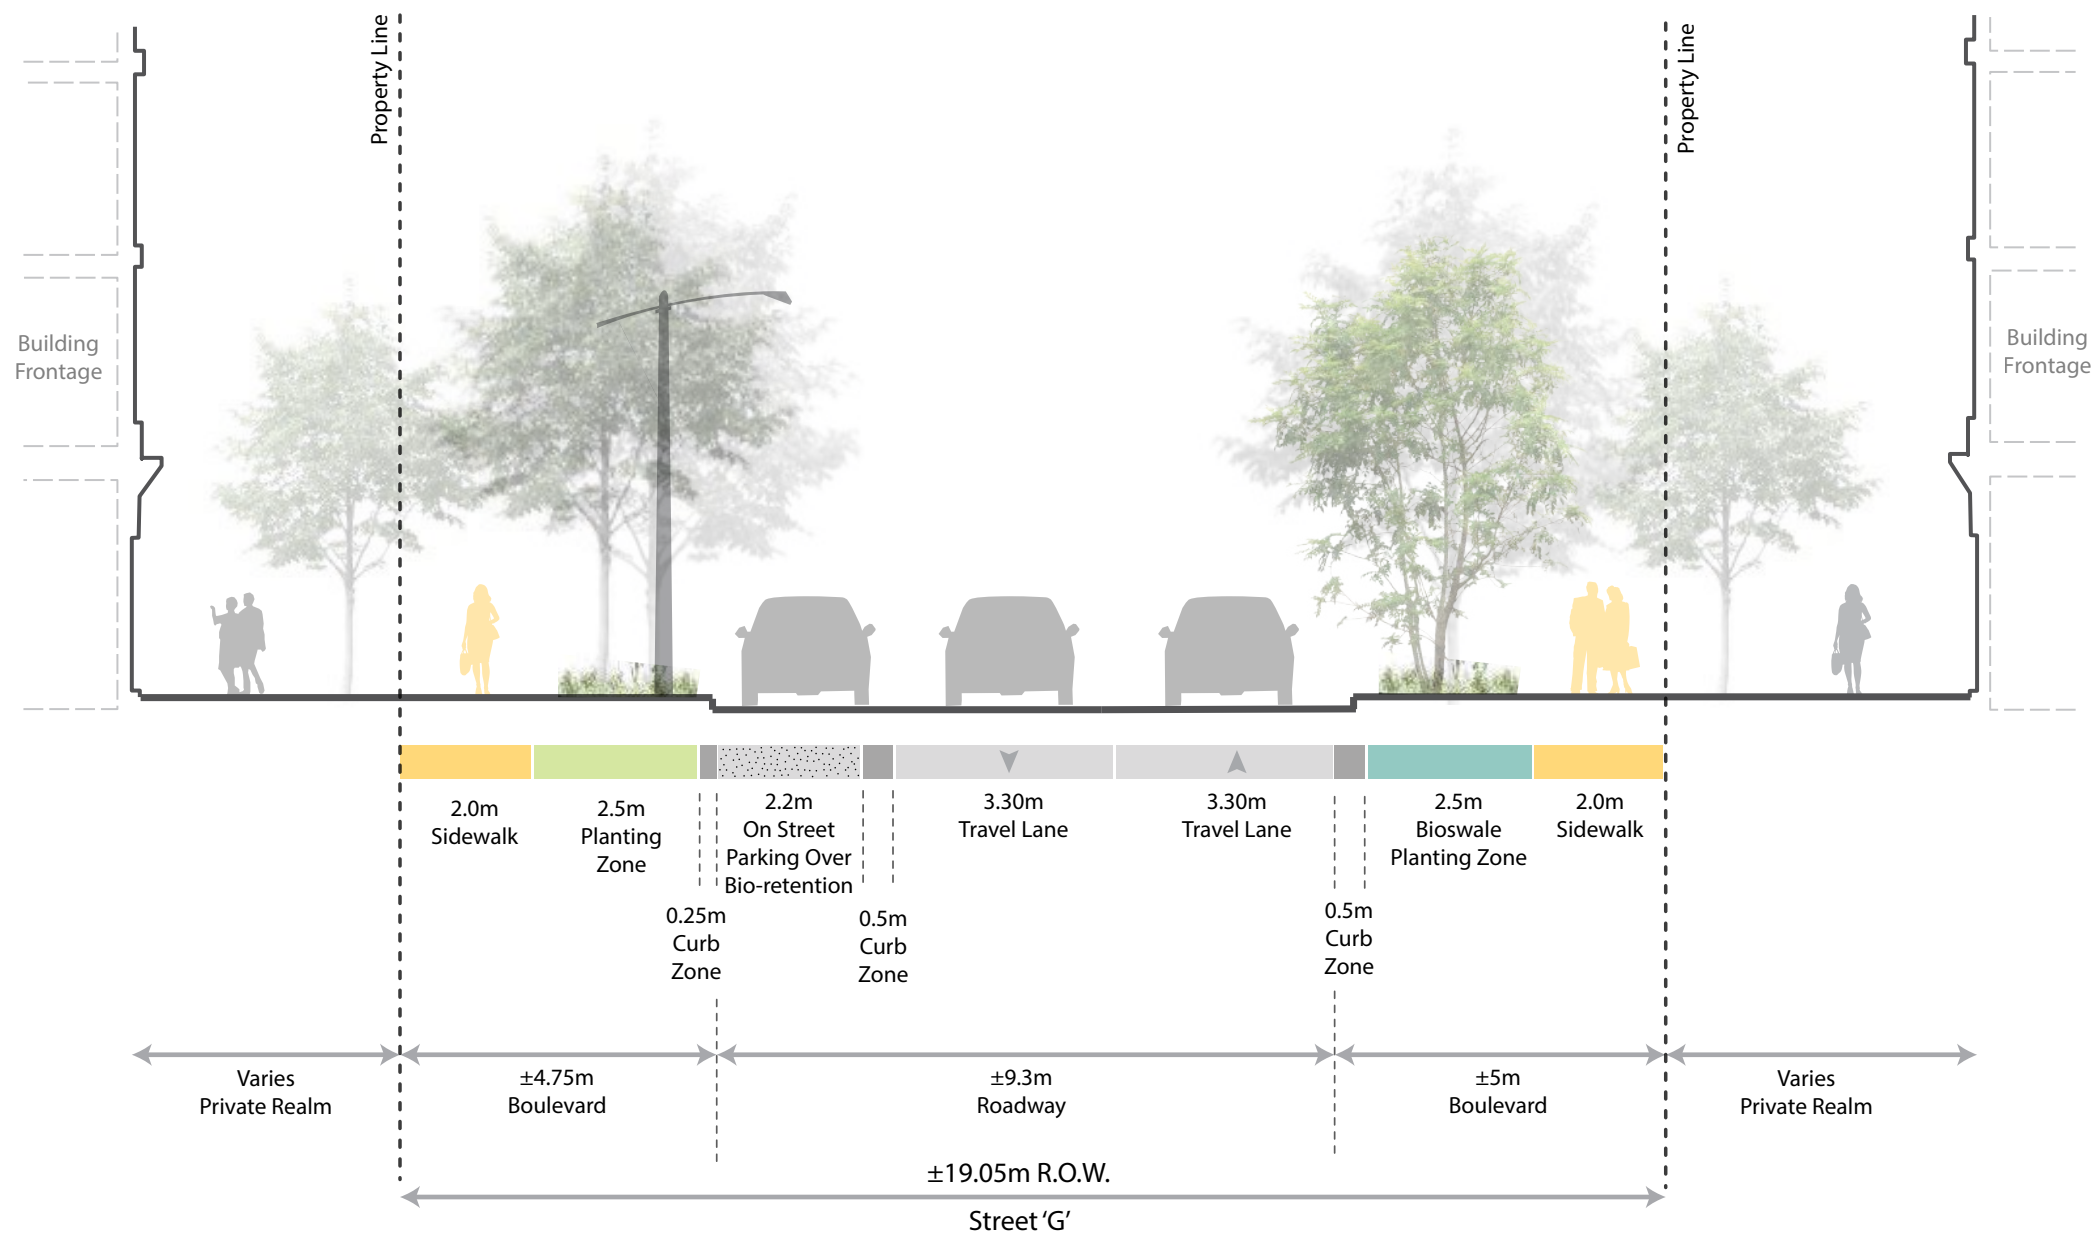 Property Line
Property Line
Building
Frontage
Building
Frontage
2.0m
Sidewalk
2.5m
Planting
Zone
2.2m
On Street
Parking Over
Bio-retention
3.30m
Travel Lane
3.30m
Travel Lane
2.5m
Bioswale
Planting Zone
2.0m
Sidewalk
0.25m
Curb
Zone
0.5m
Curb
Zone
0.5m
Curb
Zone
Varies
Private Realm
±4.75m
Boulevard
±9.3m
Roadway
±5m
Boulevard
Varies
Private Realm
±19.05m R.O.W.
Street ‘G’